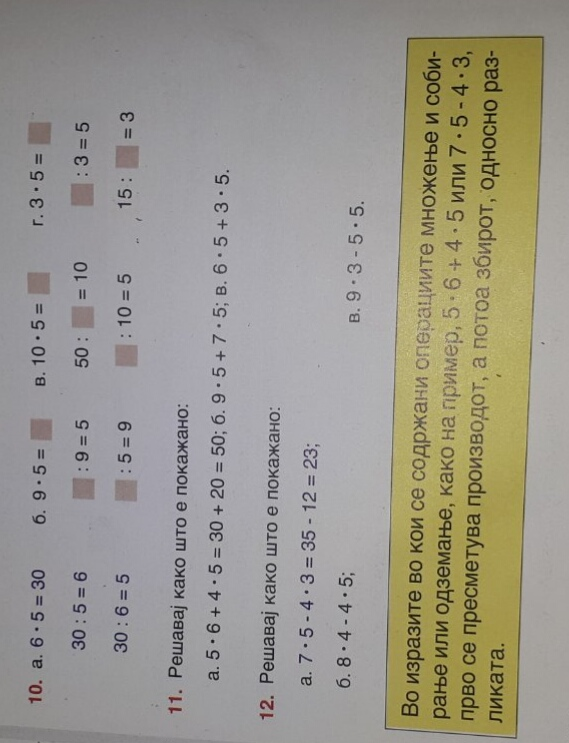 10. а. 6 · 5 = 30 б. 9 · 5 = в. 10 · 5 = г. 3 · 5 =
30 : 5 = 6 : 9 = 5 50 : = 10 : 3 = 5
30 : 6 = 5 : 5 = 9 : 10 = 5 15 : = 3
11. Решавај како што е покажано:
а. 5 · 6 + 4 · 5 = 30 + 20 = 50; б. 9 · 5 + 7 · 5; в. 6 · 5 + 3 · 5.
12. Решавај како што е покажано:
а. 7 · 5 - 4 · 3 = 35 - 12 = 23;
б. 8 · 4 - 4 · 5; в. 9 · 3 - 5 · 5.
Во изразите во кои се содржани операциите множење и соби-
рање или одземање, како на пример, 5 · 6 + 4 · 5 или 7 · 5 - 4 · 3,
прво се пресметува производот, а потоа збирот, односно раз-
ликата.